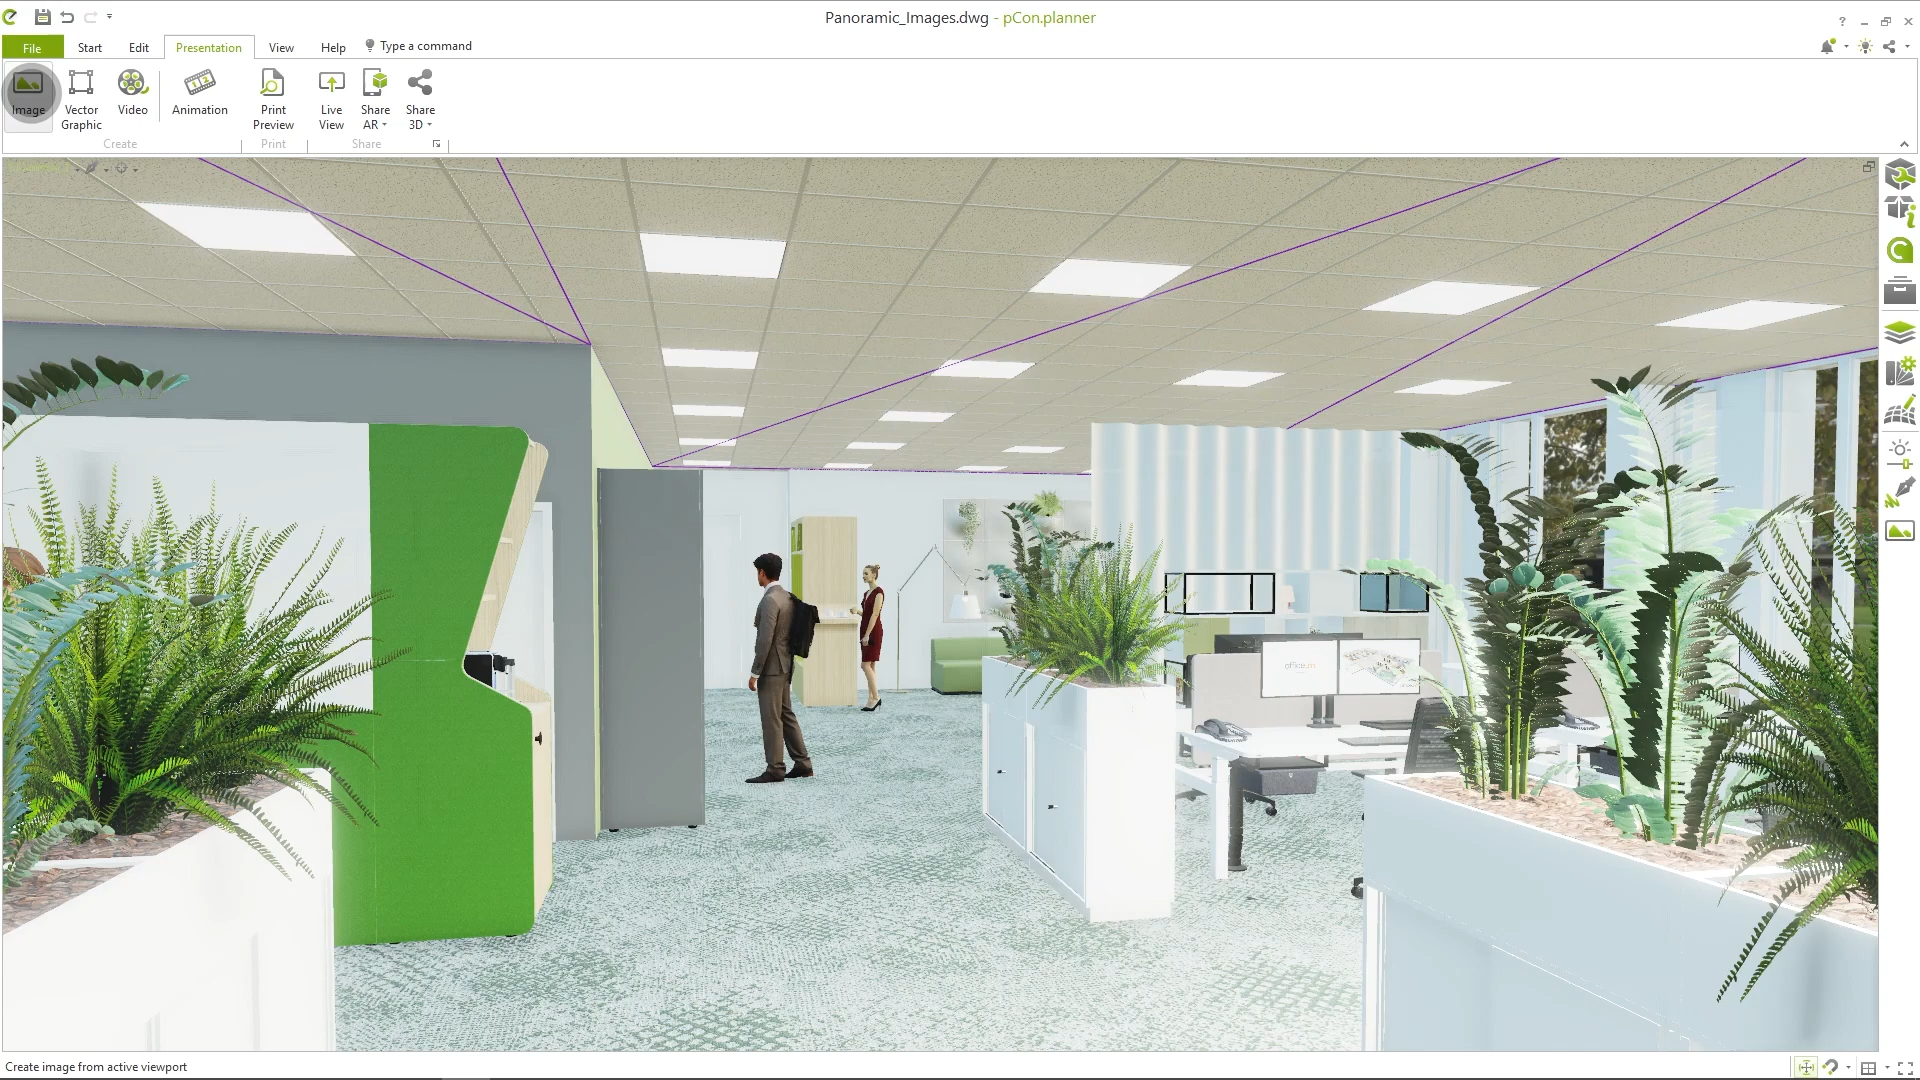 Panoramic_Images.dwg - pCon.planner
File
Start
Edit
Presentation
View
Help
Type a command
Image
Vector
Graphic
Video
Animation
Print
Preview
Live
View
Share
AR
Share
3D
Create
Print
Share
Create image from active viewport